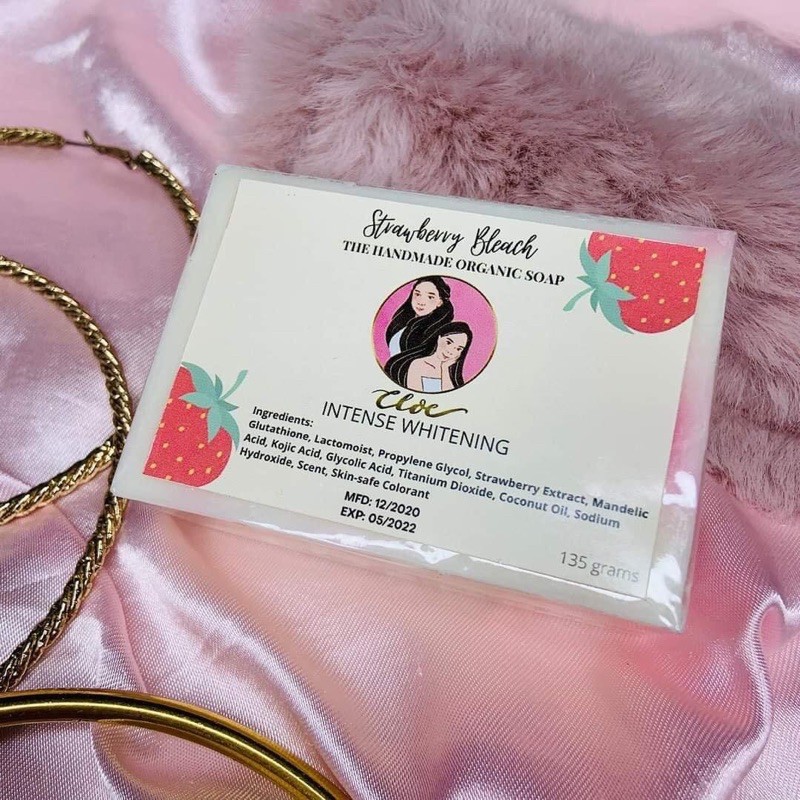 Strawberry Bleach
THE HANDMADE ORGANIC SOAP
Cloe
INTENSE WHITENING
Ingredients:
Glutathione, Lactomoist, Propylene Glycol, Strawberry Extract, Mandelic
Acid, Kojic Acid, Glycolic Acid, Titanium Dioxide, Coconut Oil, Sodium
Hydroxide, Scent, Skin-safe Colorant
MFD: 12/2020
EXP: 05/2022
135 grams